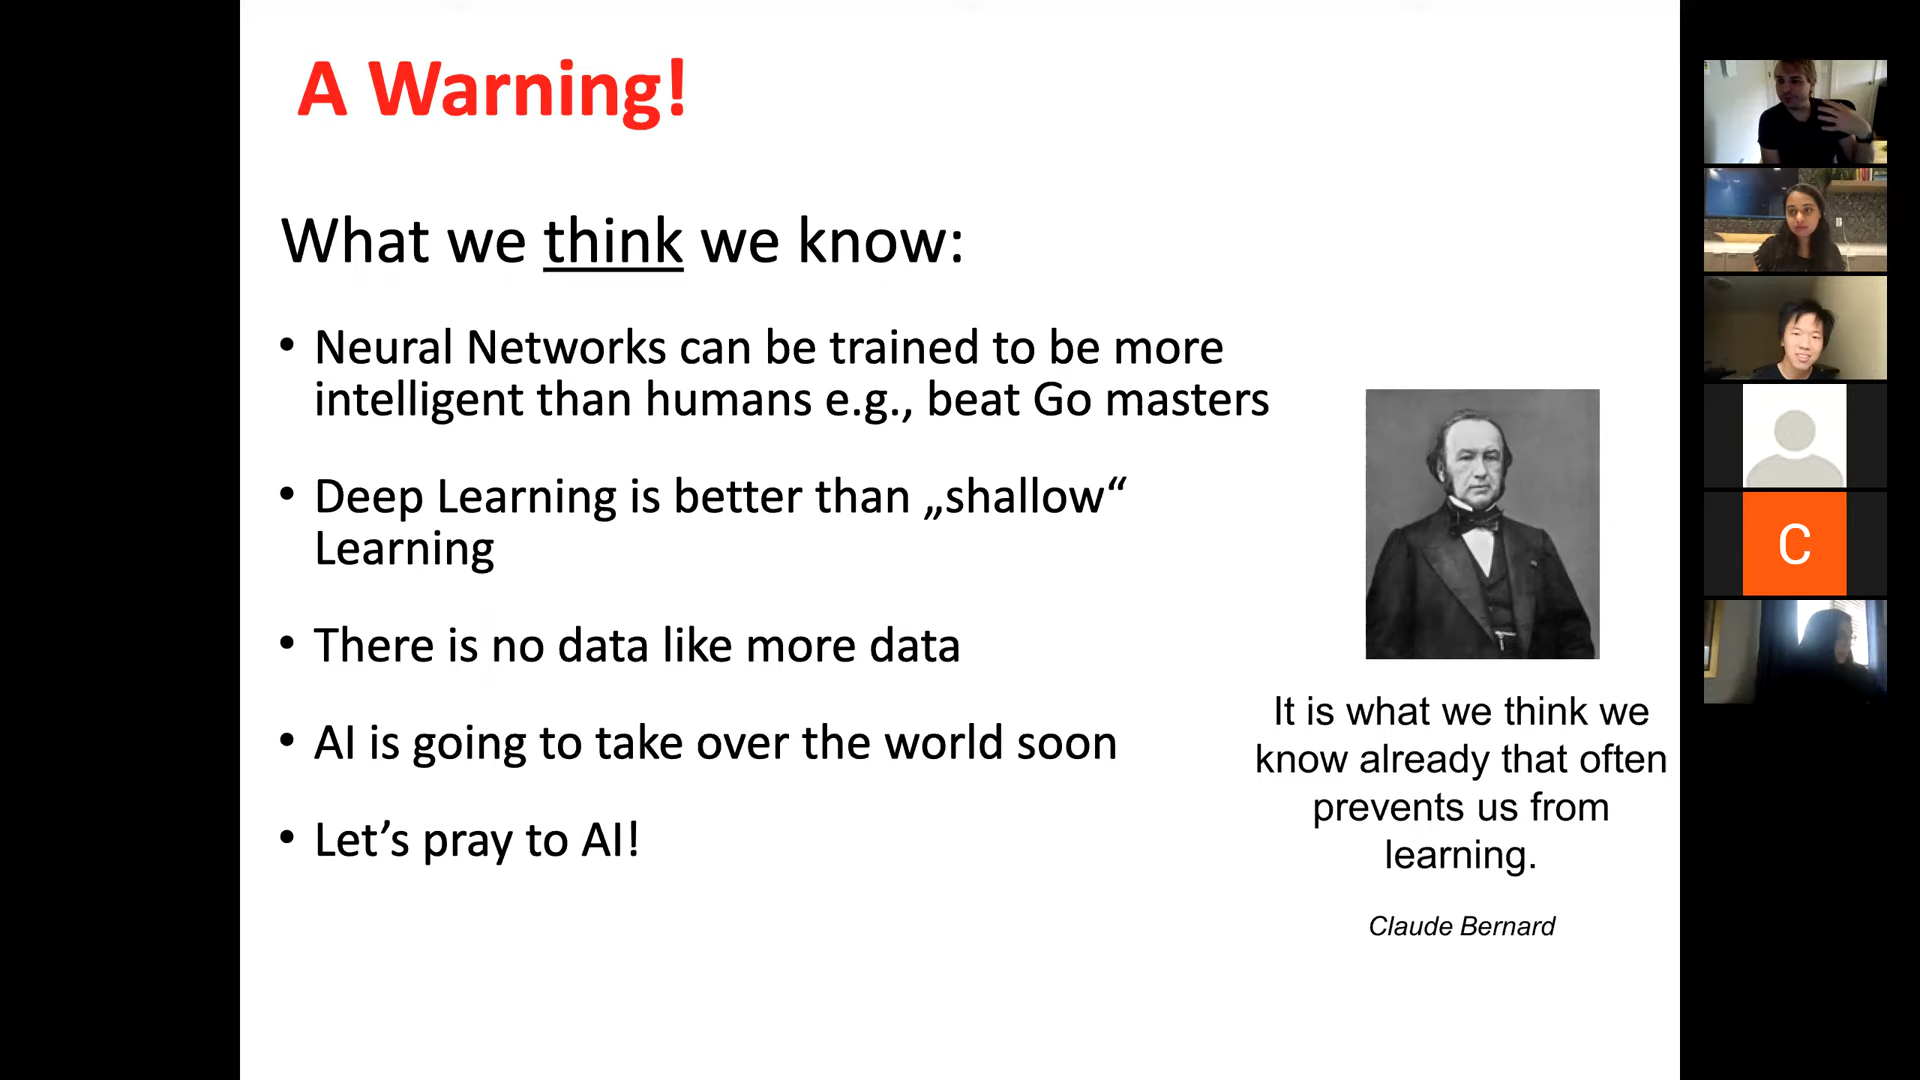 A Warning!
What we think we know:
• Neural Networks can be trained to be more
intelligent than humans e.g., beat Go masters
• Deep Learning is better than „shallow“
Learning
• There is no data like more data
• AI is going to take over the world soon
• Let’s pray to AI!
It is what we think we
know already that often
prevents us from
learning.
Claude Bernard
C